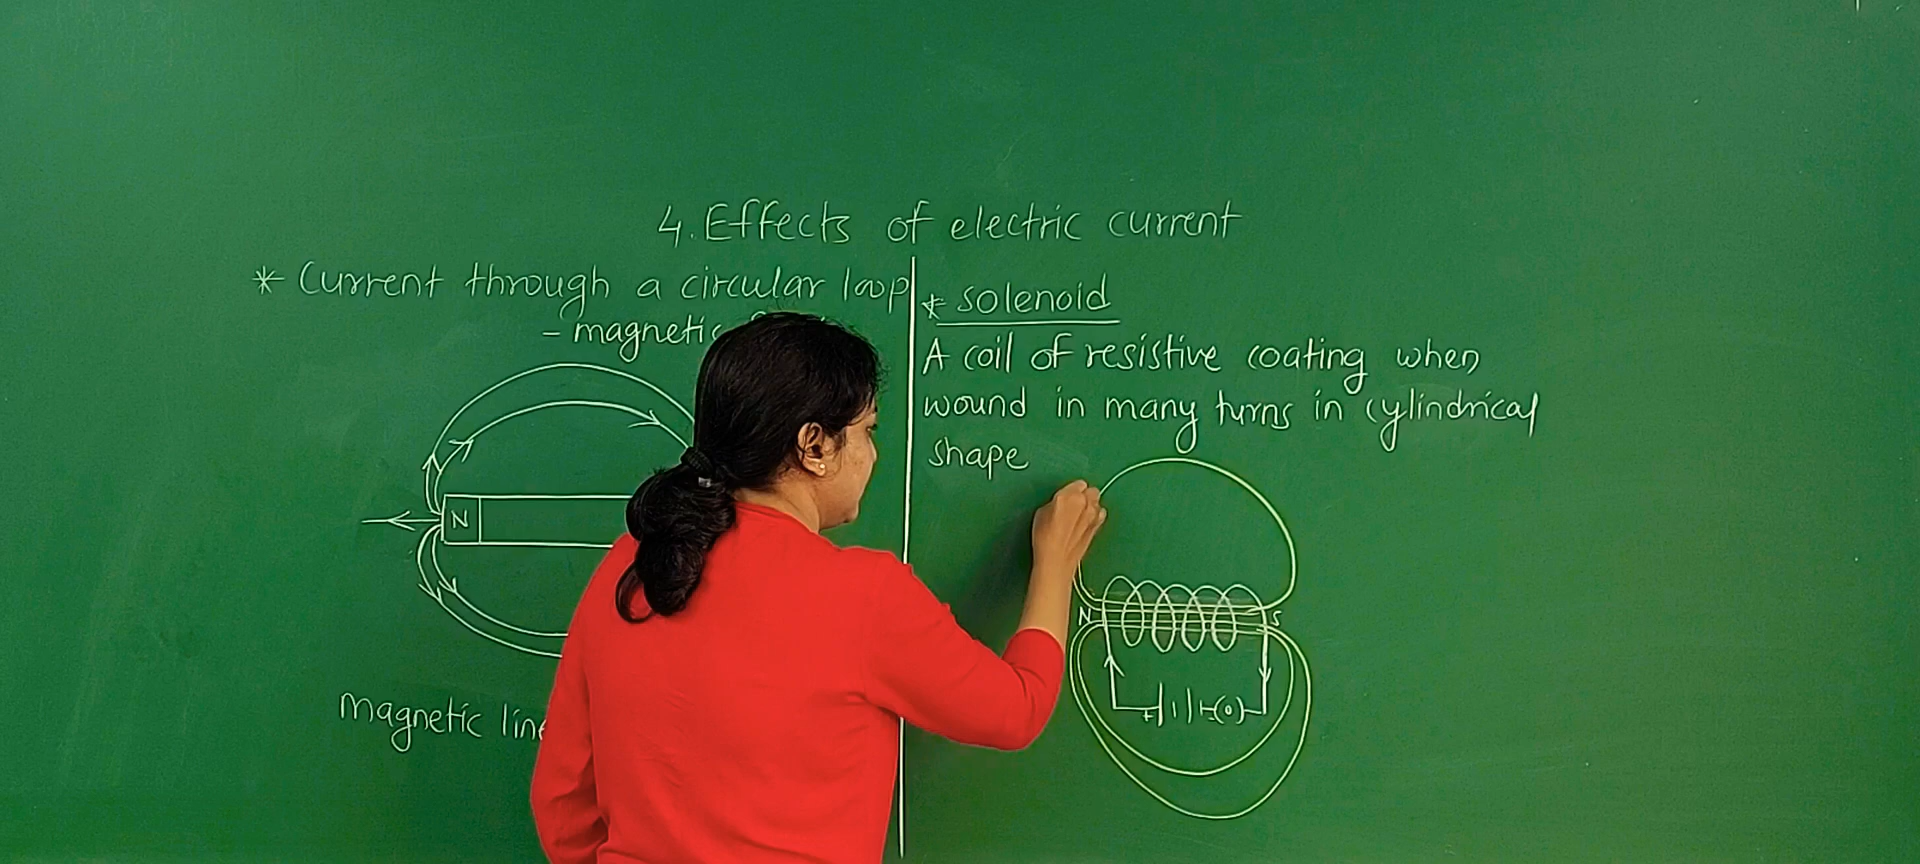 4. Effects of electric current
* Current through a circular loop
- magnetic
N
magnetic
* solenoid
A coil of resistive coating when
wound in many turns in cylindrical
shape
N S
+ | | - (•)